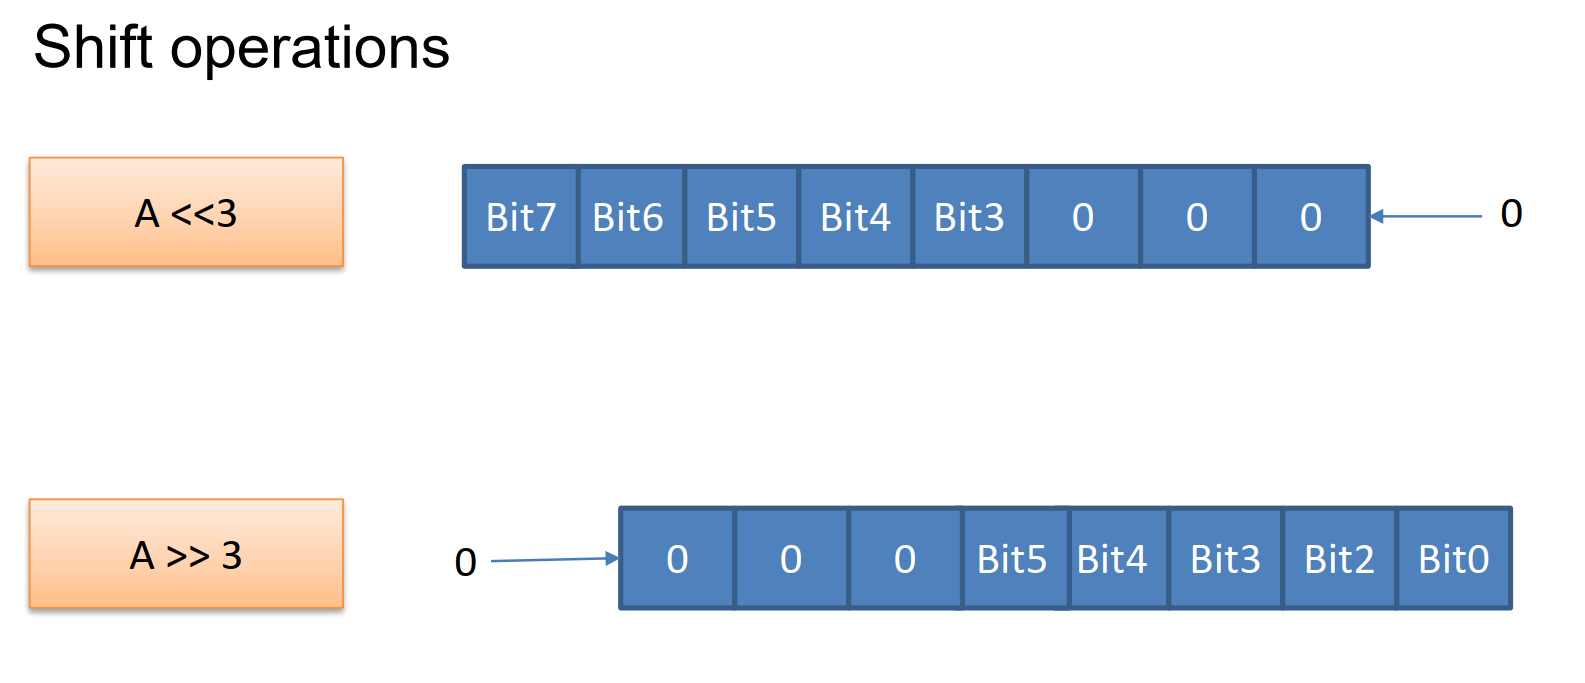 Shift operations
A <<3
Bit7 Bit6 Bit5 Bit4 Bit3 0 0 0 0
A >> 3
0 0 0 0 Bit5 Bit4 Bit3 Bit2 Bit0